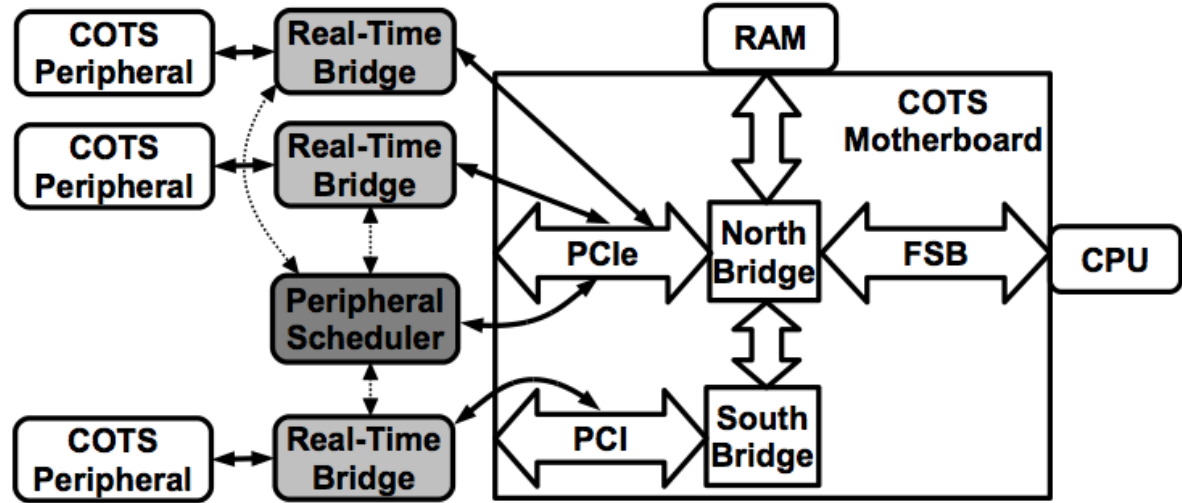 COTS
Peripheral
Real-Time
Bridge
RAM
COTS
Motherboard
COTS
Peripheral
Real-Time
Bridge
PCIe
North
Bridge
FSB
CPU
Peripheral
Scheduler
COTS
Peripheral
Real-Time
Bridge
PCI
South
Bridge